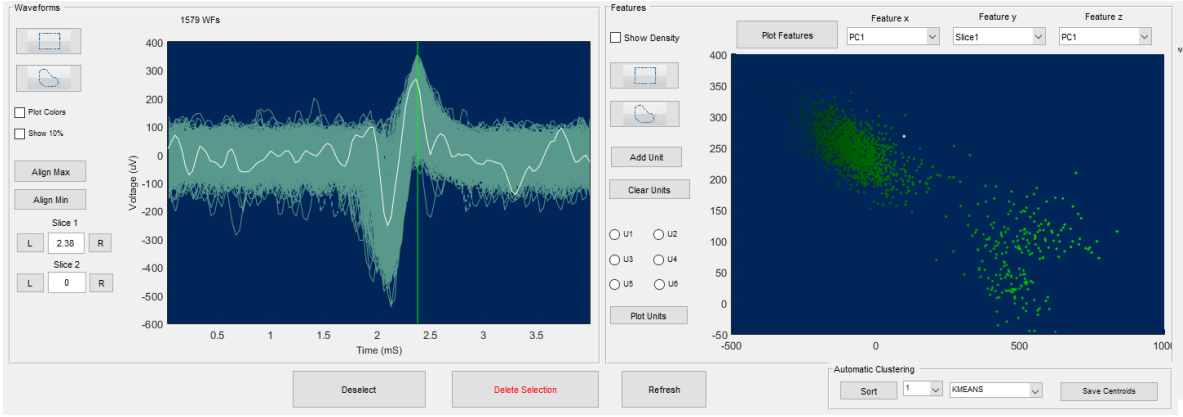 Waveforms
1579 WFs
Plot Colors
Show 10%
Align Max
Align Min
Slice 1
L 2.38 R
Slice 2
L 0 R
Voltage (uV)
400
300
200
100
0
-100
-200
-300
-400
-500
-600
0.5 1 1.5 2 2.5 3 3.5
Time (mS)
Features
Show Density
Plot Features
Feature x Feature y Feature z
PC1 Slice1 PC1
Add Unit
Clear Units
U1 U2
U3 U4
U5 U6
Plot Units
400
350
300
250
200
150
100
50
0
-50
-500 0 500 1000
Deselect Delete Selection Refresh
Automatic Clustering
Sort 1 KMEANS Save Centroids